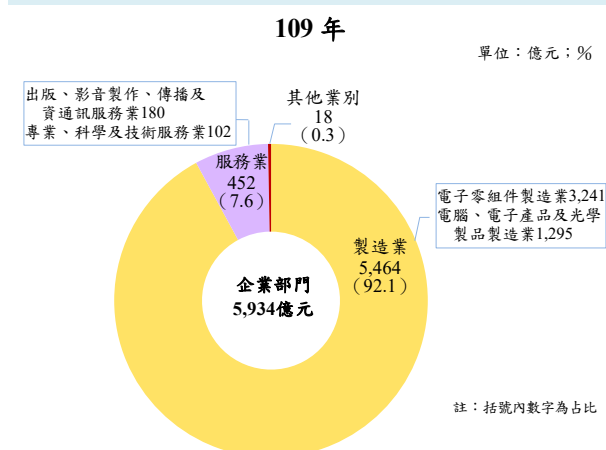 109 年
單位：億元；%
出版、影音製作、傳播及
資通訊服務業180
專業、科學及技術服務業102
其他業別
18
（0.3）
服務業
452
（7.6）
電子零組件製造業3,241
電腦、電子產品及光學
製品製造業1,295
製造業
5,464
（92.1）
企業部門
5,934億元
註：括號內數字為占比